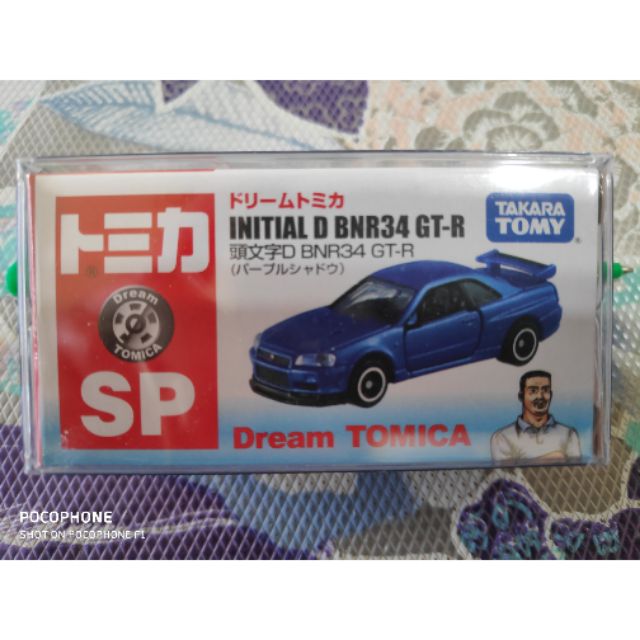 トミカ
®
Dream
TOMICA
SP
ドリームトミカ
INITIAL D BNR34 GT-R
頭文字D BNR34 GT-R
(パープルシャドウ)
TAKARA
TOMY
®
Dream TOMICA
POCOPHONE
SHOT ON POCOPHONE F1